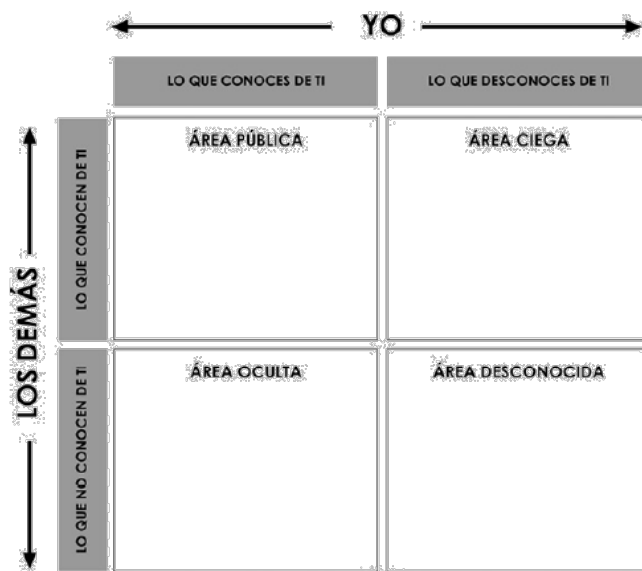 YO
LO QUE CONOCES DE TI
LO QUE DESCONOCES DE TI
LOS DEMÁS
LO QUE CONOCEN DE TI
ÁREA PÚBLICA
ÁREA CIEGA
LO QUE NO CONOCEN DE TI
ÁREA OCULTA
ÁREA DESCONOCIDA